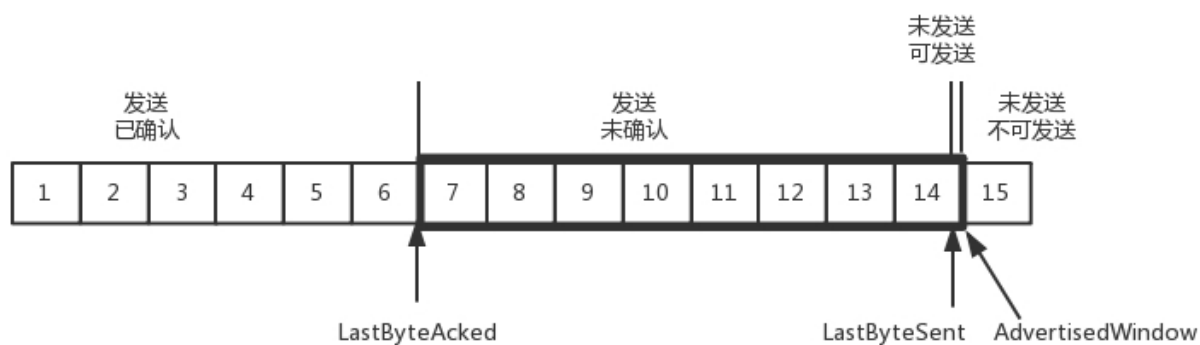 未发送
可发送
发送
已确认
发送
未确认
未发送
不可发送
1 2 3 4 5 6 7 8 9 10 11 12 13 14 15
LastByteAcked LastByteSent AdvertisedWindow